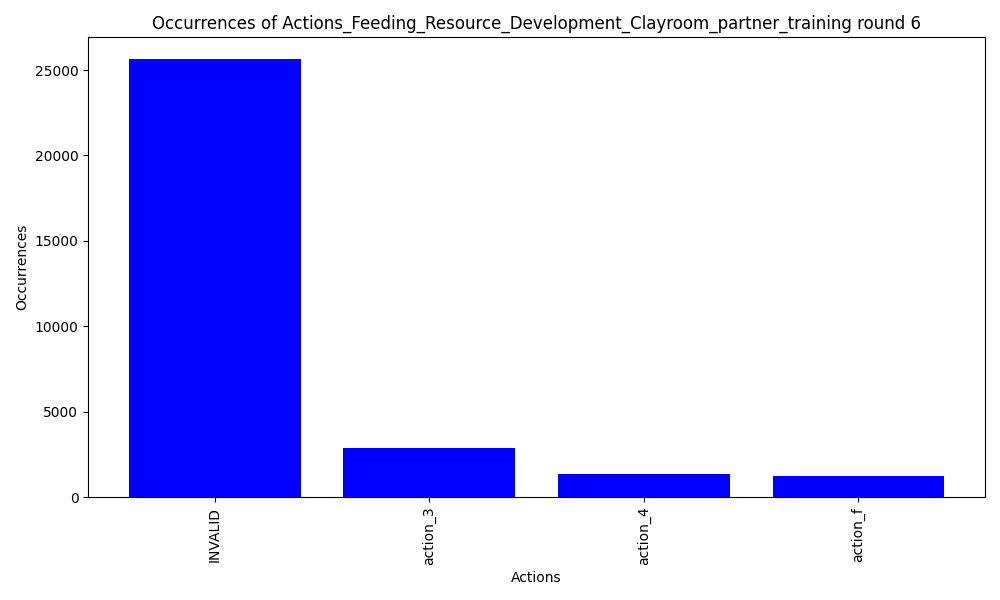 Occurrences of Actions_Feeding_Resource_Development_Clayroom_partner_training round 6
25000
20000
15000
10000
5000
0
Occurrences
INVALID
action_3
action_4
action_f
Actions